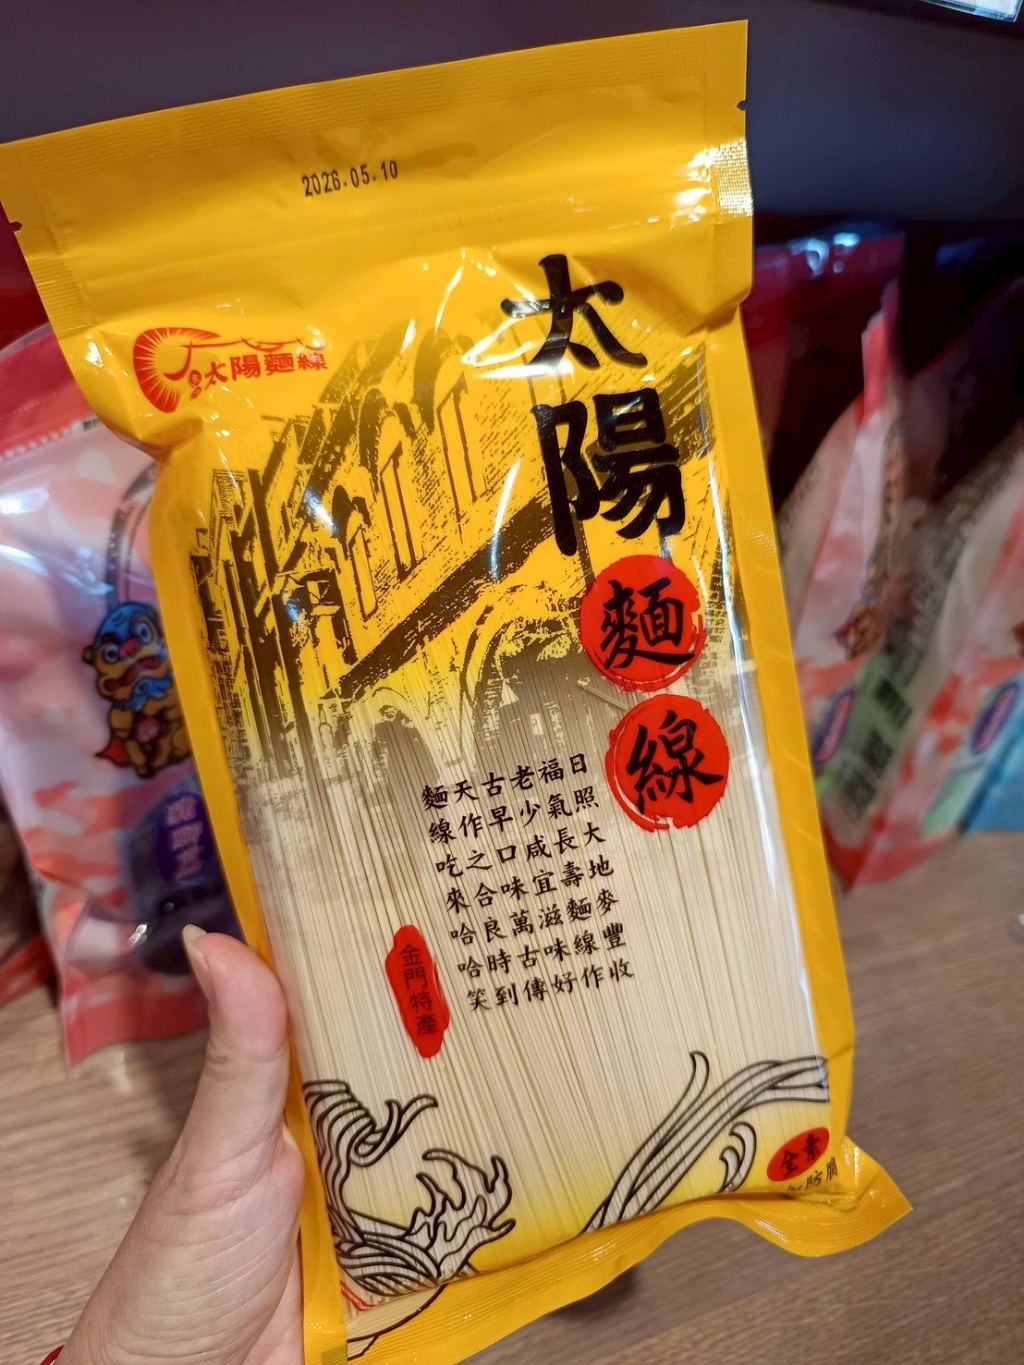 2026.05.10
太陽麵線
太陽
麵
線
日照大地麥豐收
福氣長壽麵線作
老少咸宜滋味好
古早口味萬古傳
天作之合良時到
麵線吃來哈哈笑
金門特產
全素
防腐